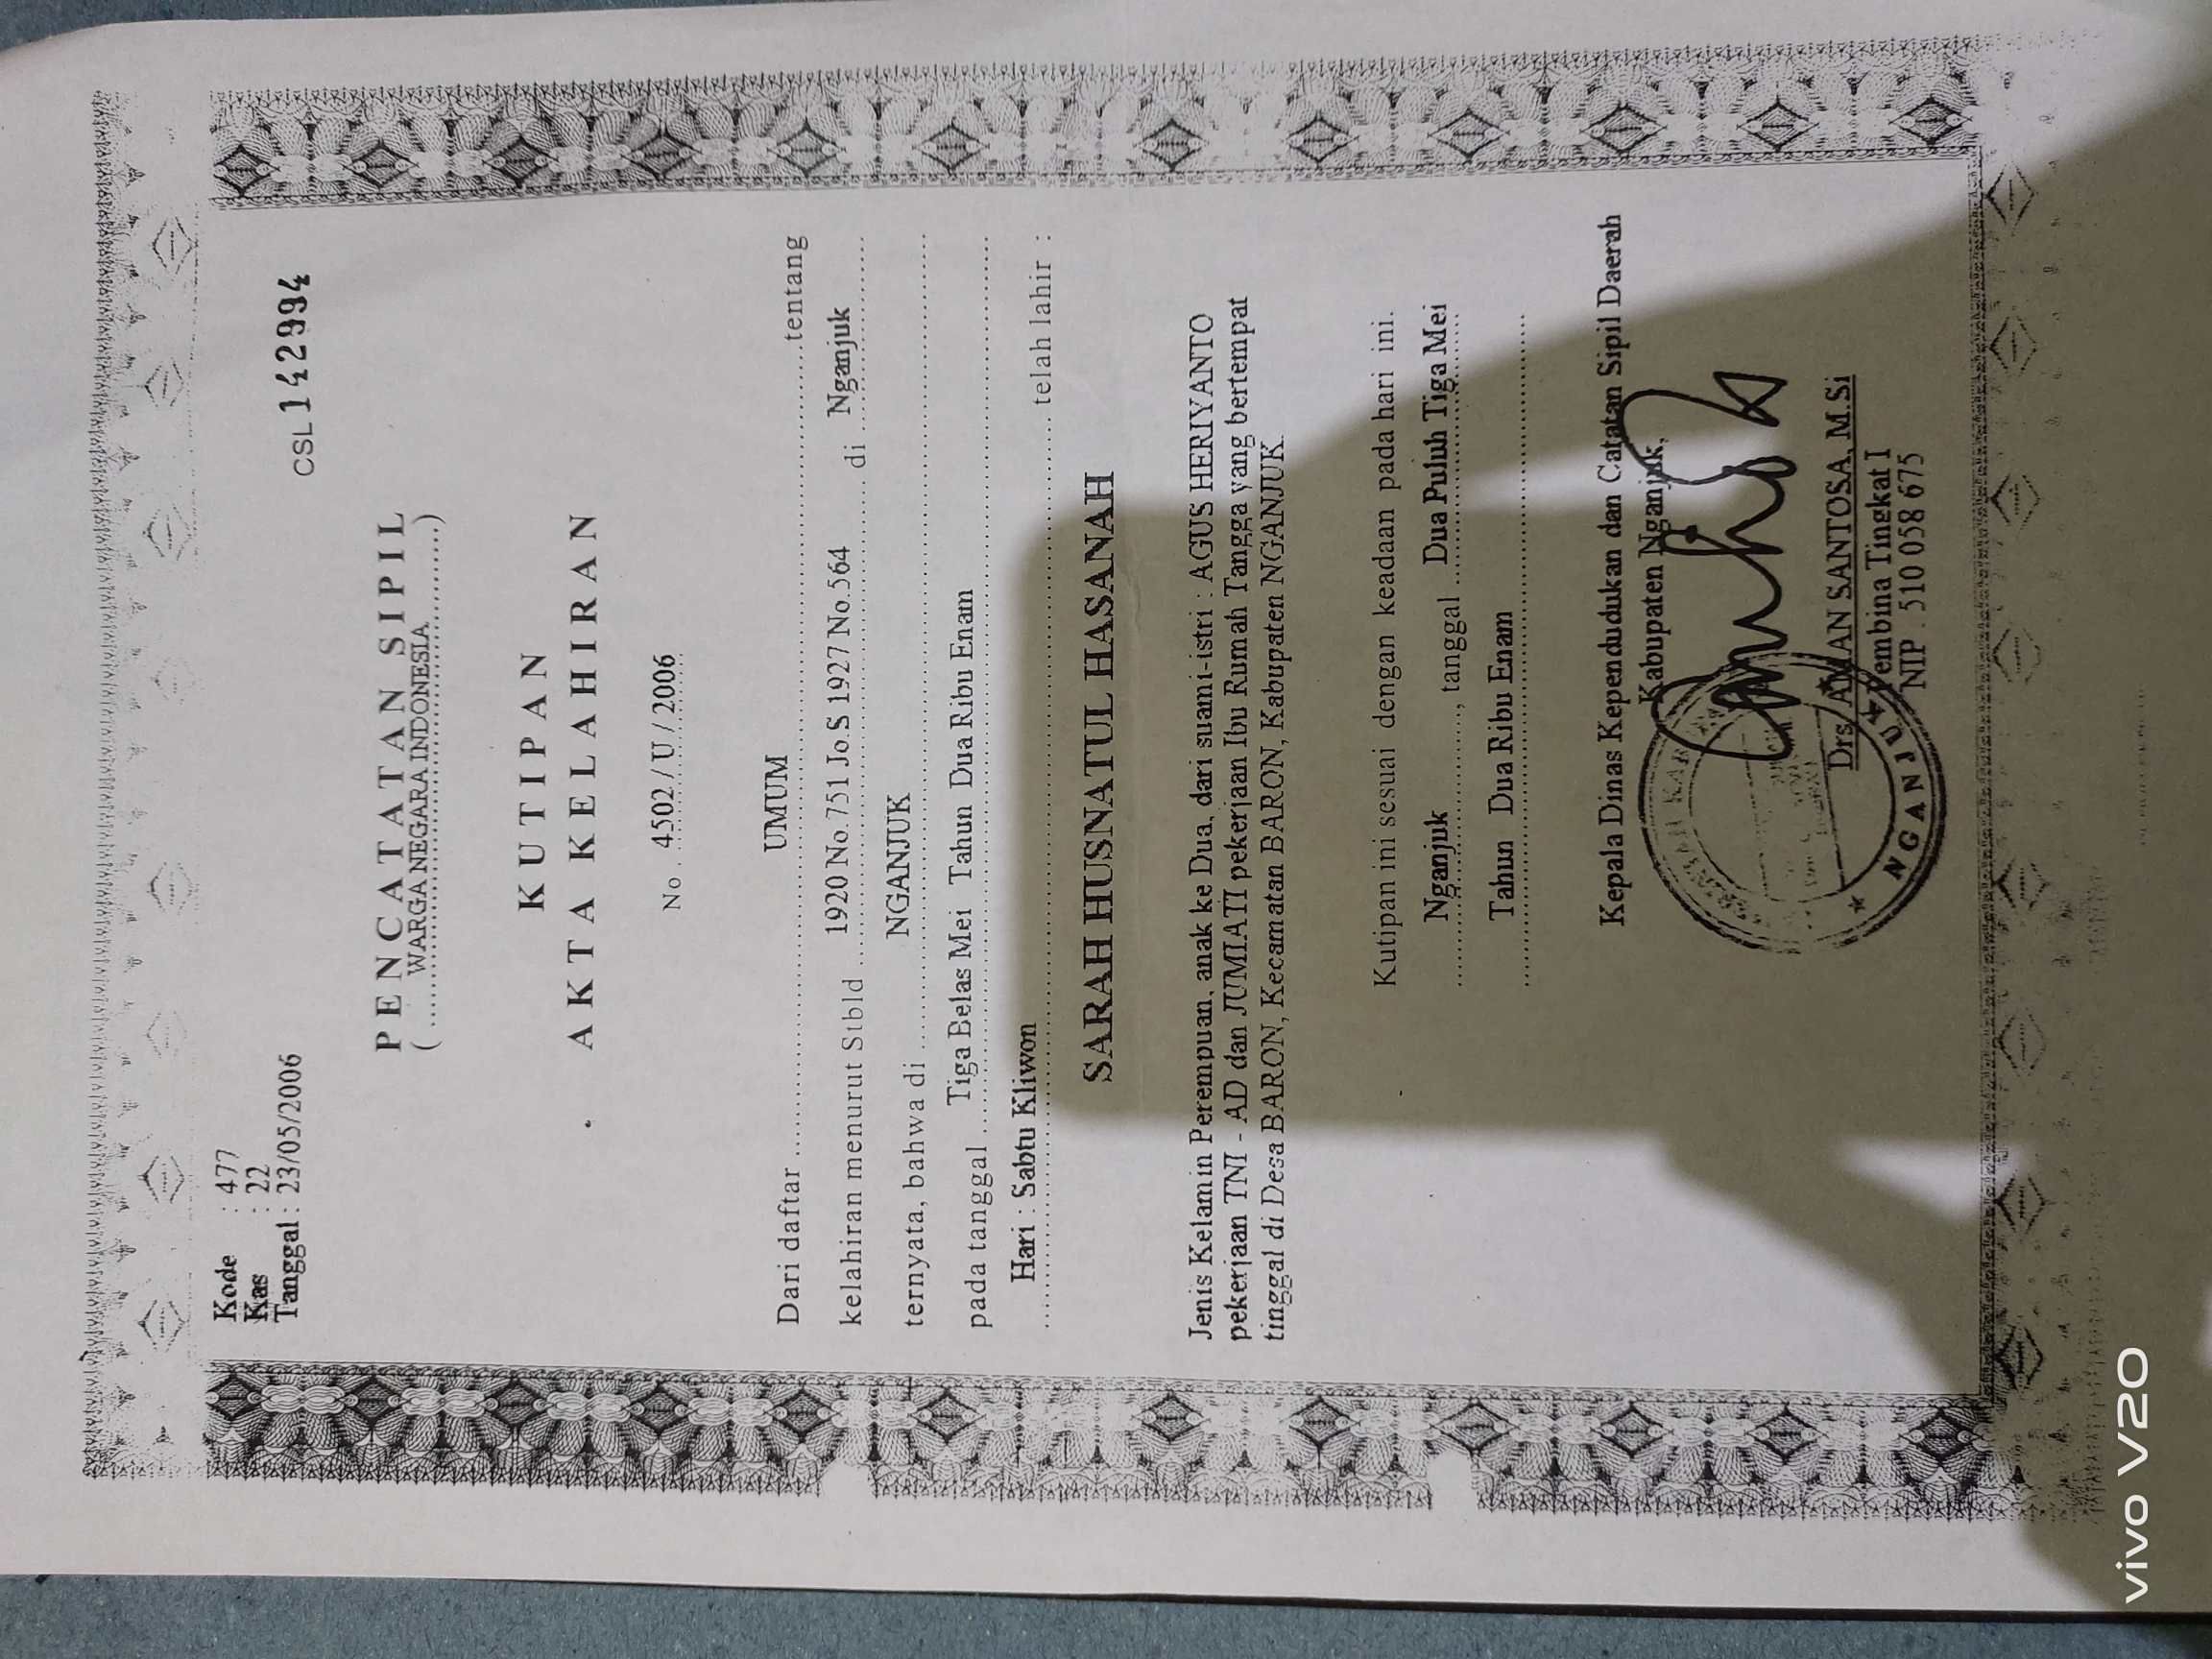 Kode : 477
Kas : 22
Tanggal : 23/05/2006
CSL 142994
PENCATATAN SIPIL
( WARGA NEGARA INDONESIA )
KUTIPAN
AKTA KELAHIRAN
No . 4502 / U / 2006
Dari daftar UMUM tentang
kelahiran menurut Stbld 1920 No.751 Jo.S 1927 No.564 di Nganjuk
ternyata, bahwa di NGANJUK
pada tanggal Tiga Belas Mei Tahun Dua Ribu Enam
Hari : Sabtu Kliwon telah lahir :
SARAH HUSNATUL HASANAH
Jenis Kelamin Perempuan, anak ke Dua, dari suami-istri : AGUS HERIYANTO
pekerjaan TNI - AD dan JUMIATI pekerjaan Ibu Rumah Tangga yang bertempat
tinggal di Desa BARON, Kecamatan BARON, Kabupaten NGANJUK.
Kutipan ini sesuai dengan keadaan pada hari ini.
Nganjuk, tanggal Dua Puluh Tiga Mei
Tahun Dua Ribu Enam
Kepala Dinas Kependudukan dan Catatan Sipil Daerah
Kabupaten Nganjuk,
NGANJUK
Drs. AMAN SANTOSA, M.Si
Pembina Tingkat I
NIP . 510 058 675
vivo V20